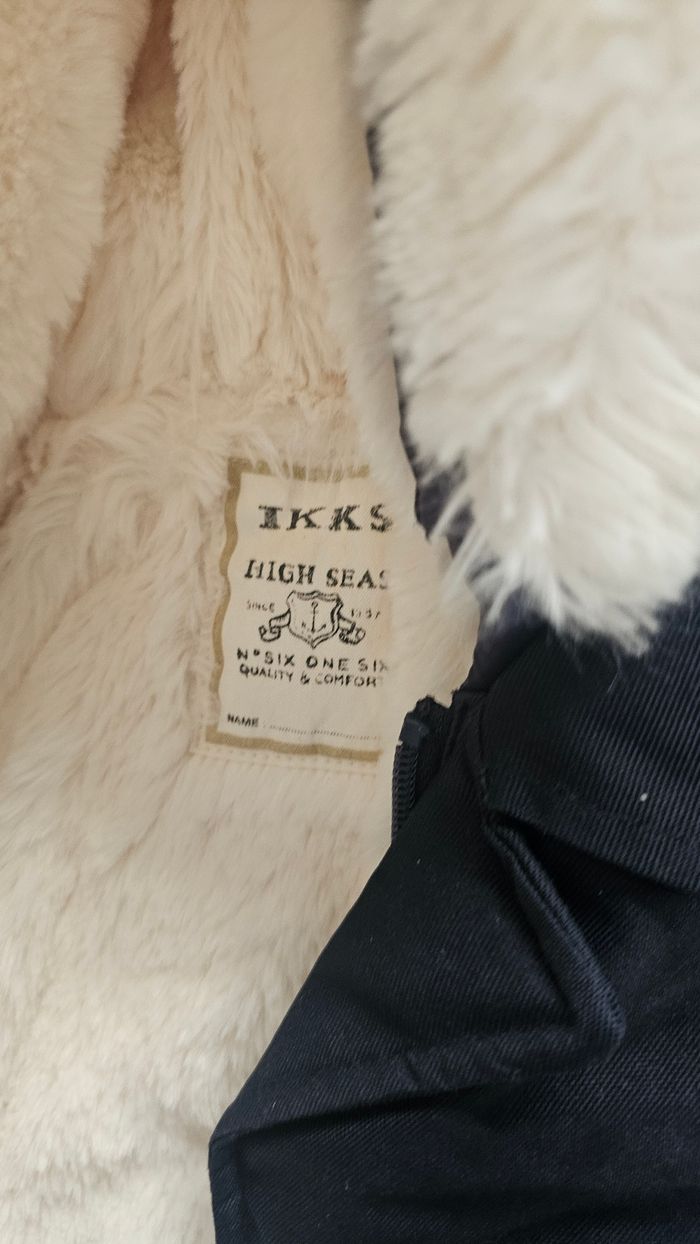 IKKS
HIGH SEAS
SINCE
N°SIX ONE SIX
QUALITY & COMFORT
NAME